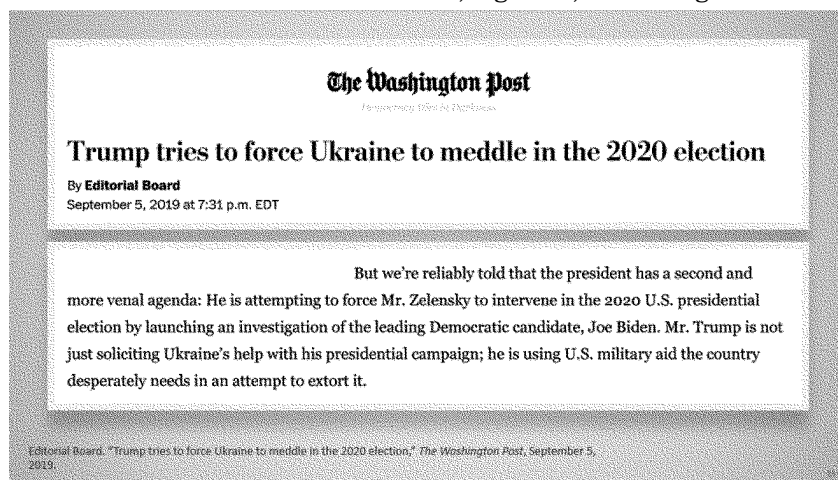 The Washington Post
Democracy Dies in Darkness
Trump tries to force Ukraine to meddle in the 2020 election
By Editorial Board
September 5, 2019 at 7:31 p.m. EDT
But we're reliably told that the president has a second and
more venal agenda: He is attempting to force Mr. Zelensky to intervene in the 2020 U.S. presidential
election by launching an investigation of the leading Democratic candidate, Joe Biden. Mr. Trump is not
just soliciting Ukraine's help with his presidential campaign; he is using U.S. military aid the country
desperately needs in an attempt to extort it.
Editorial Board. "Trump tries to force Ukraine to meddle in the 2020 election," The Washington Post, September 5,
2019.